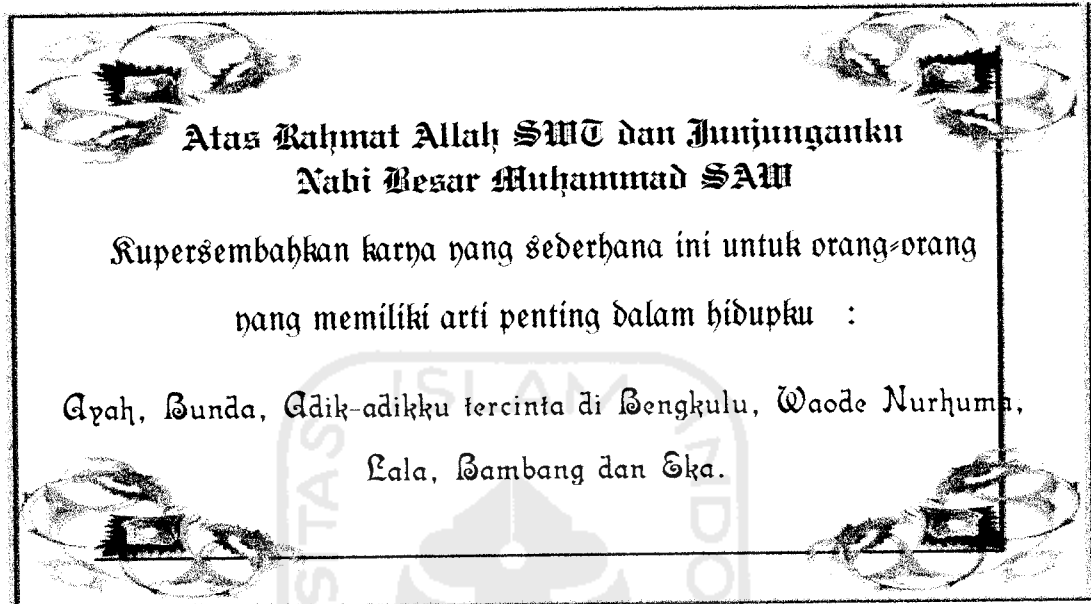 Atas Rahmat Allah SWT dan Junjunganku
Nabi Besar Muhammad SAW
Kupersembahkan karya yang sederhana ini untuk orang-orang
yang memiliki arti penting dalam hidupku :
Ayah, Bunda, Adik-adikku tercinta di Bengkulu, Waode Nurhuma,
Lala, Bambang dan Eka.
ISLAM